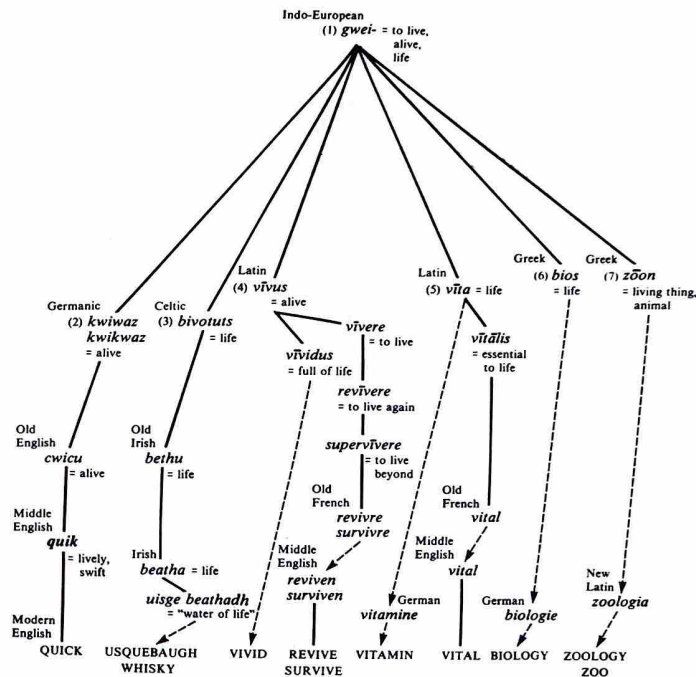 Indo-European
(1) gwei- = to live,
alive,
life
Germanic
(2) kwiwaz
kwikwaz
= alive
Celtic
(3) bivotuts
= life
Latin
(4) vīvus
= alive
vīvidus
= full of life
vīvere
= to live
revīvere
= to live again
supervīvere
= to live
beyond
Latin
(5) vīta = life
vītālis
= essential
to life
Greek
(6) bios
= life
Greek
(7) zōon
= living thing,
animal
Old
English
cwicu
= alive
Old
Irish
bethu
= life
Old
French
revivre
survivre
Old
French
vital
Middle
English
quik
= lively,
swift
Irish
beatha = life
uisge beathadh
= "water of life"
Middle
English
reviven
surviven
German
vitamine
Middle
English
vital
German
biologie
New
Latin
zoologia
Modern
English
QUICK
USQUEBAUGH
WHISKY
VIVID
REVIVE
SURVIVE
VITAMIN
VITAL
BIOLOGY
ZOOLOGY
ZOO